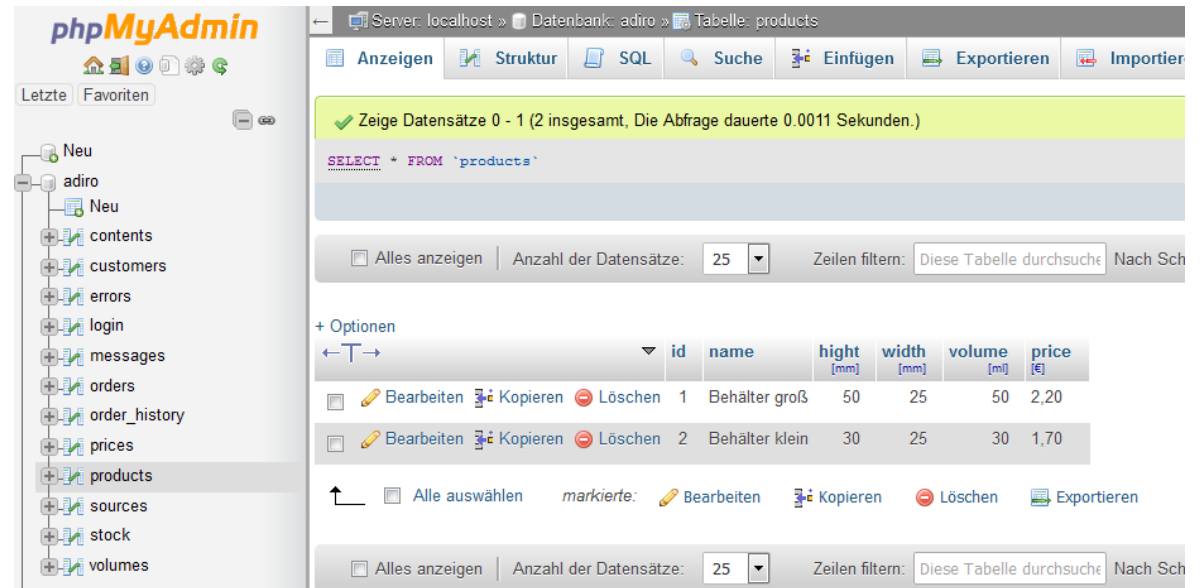 phpMyAdmin
Letzte Favoriten
Neu
adiro
Neu
contents
customers
errors
login
messages
orders
order_history
prices
products
sources
stock
volumes
← Server: localhost » Datenbank: adiro » Tabelle: products
Anzeigen Struktur SQL Suche Einfügen Exportieren Importier
Zeige Datensätze 0 - 1 (2 insgesamt, Die Abfrage dauerte 0.0011 Sekunden.)
SELECT * FROM `products`
Alles anzeigen | Anzahl der Datensätze: 25 Zeilen filtern: Diese Tabelle durchsuche Nach Sch
+ Optionen
←T→ id name hight width volume price
[mm] [mm] [ml] [€]
Bearbeiten Kopieren Löschen 1 Behälter groß 50 25 50 2,20
Bearbeiten Kopieren Löschen 2 Behälter klein 30 25 30 1,70
Alle auswählen markierte: Bearbeiten Kopieren Löschen Exportieren
Alles anzeigen | Anzahl der Datensätze: 25 Zeilen filtern: Diese Tabelle durchsuche Nach Sch